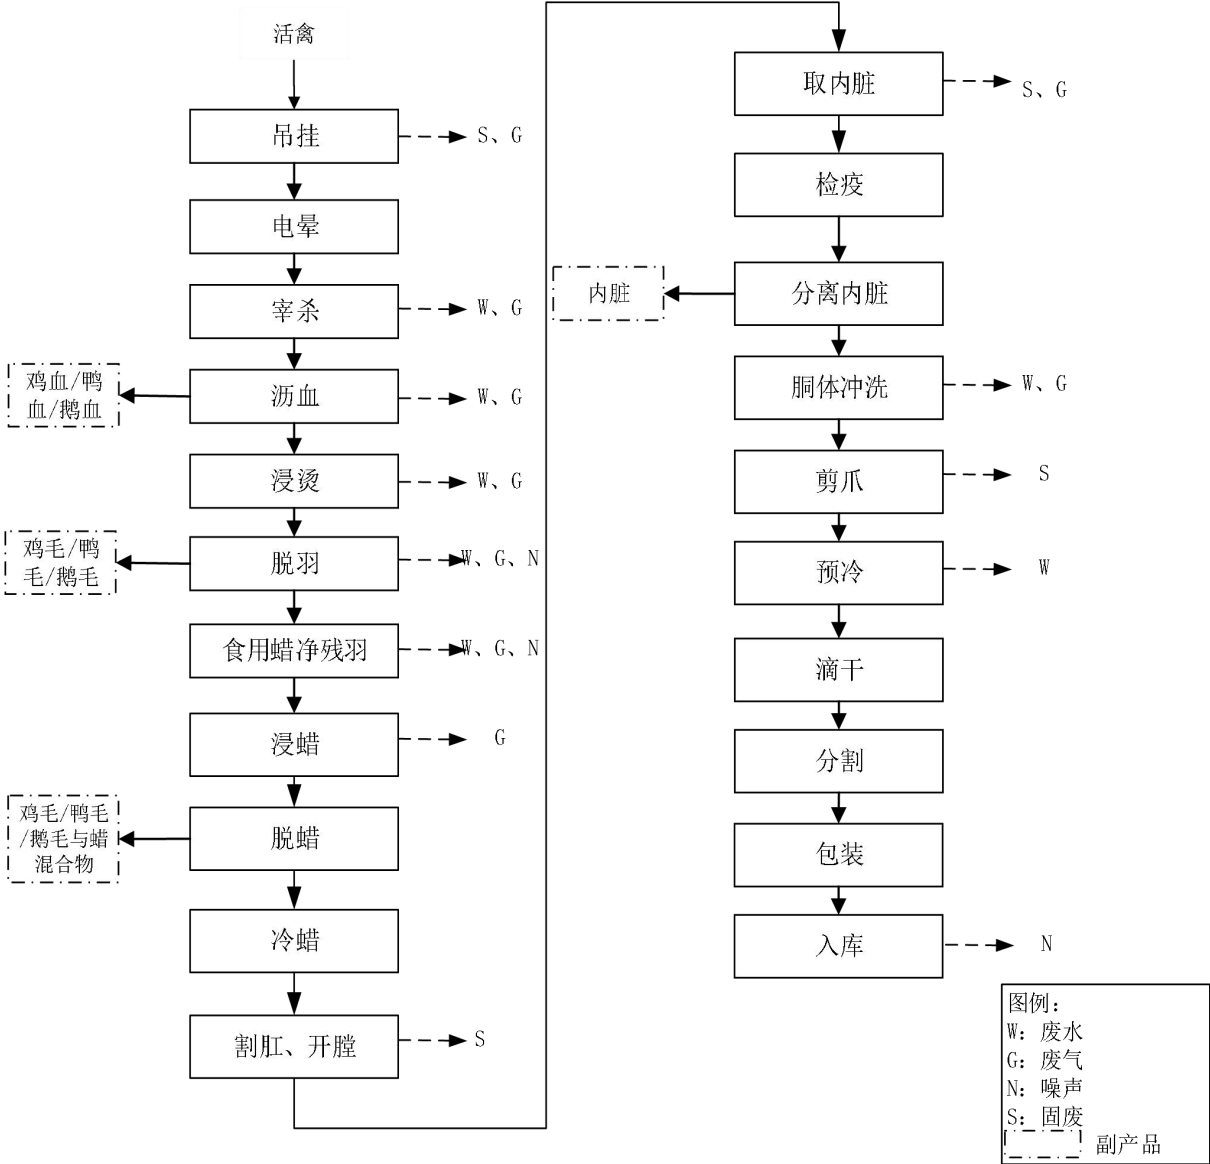 活禽
吊挂
S、G
电晕
宰杀
W、G
鸡血/鸭
血/鹅血
沥血
W、G
浸烫
W、G
鸡毛/鸭
毛/鹅毛
脱羽
W、G、N
食用蜡净残羽
W、G、N
浸蜡
G
鸡毛/鸭毛
/鹅毛与蜡
混合物
脱蜡
冷蜡
割肛、开膛
S
取内脏
S、G
检疫
内脏
分离内脏
胴体冲洗
W、G
剪爪
S
预冷
W
滴干
分割
包装
入库
N
图例：
W：废水
G：废气
N：噪声
S：固废
副产品